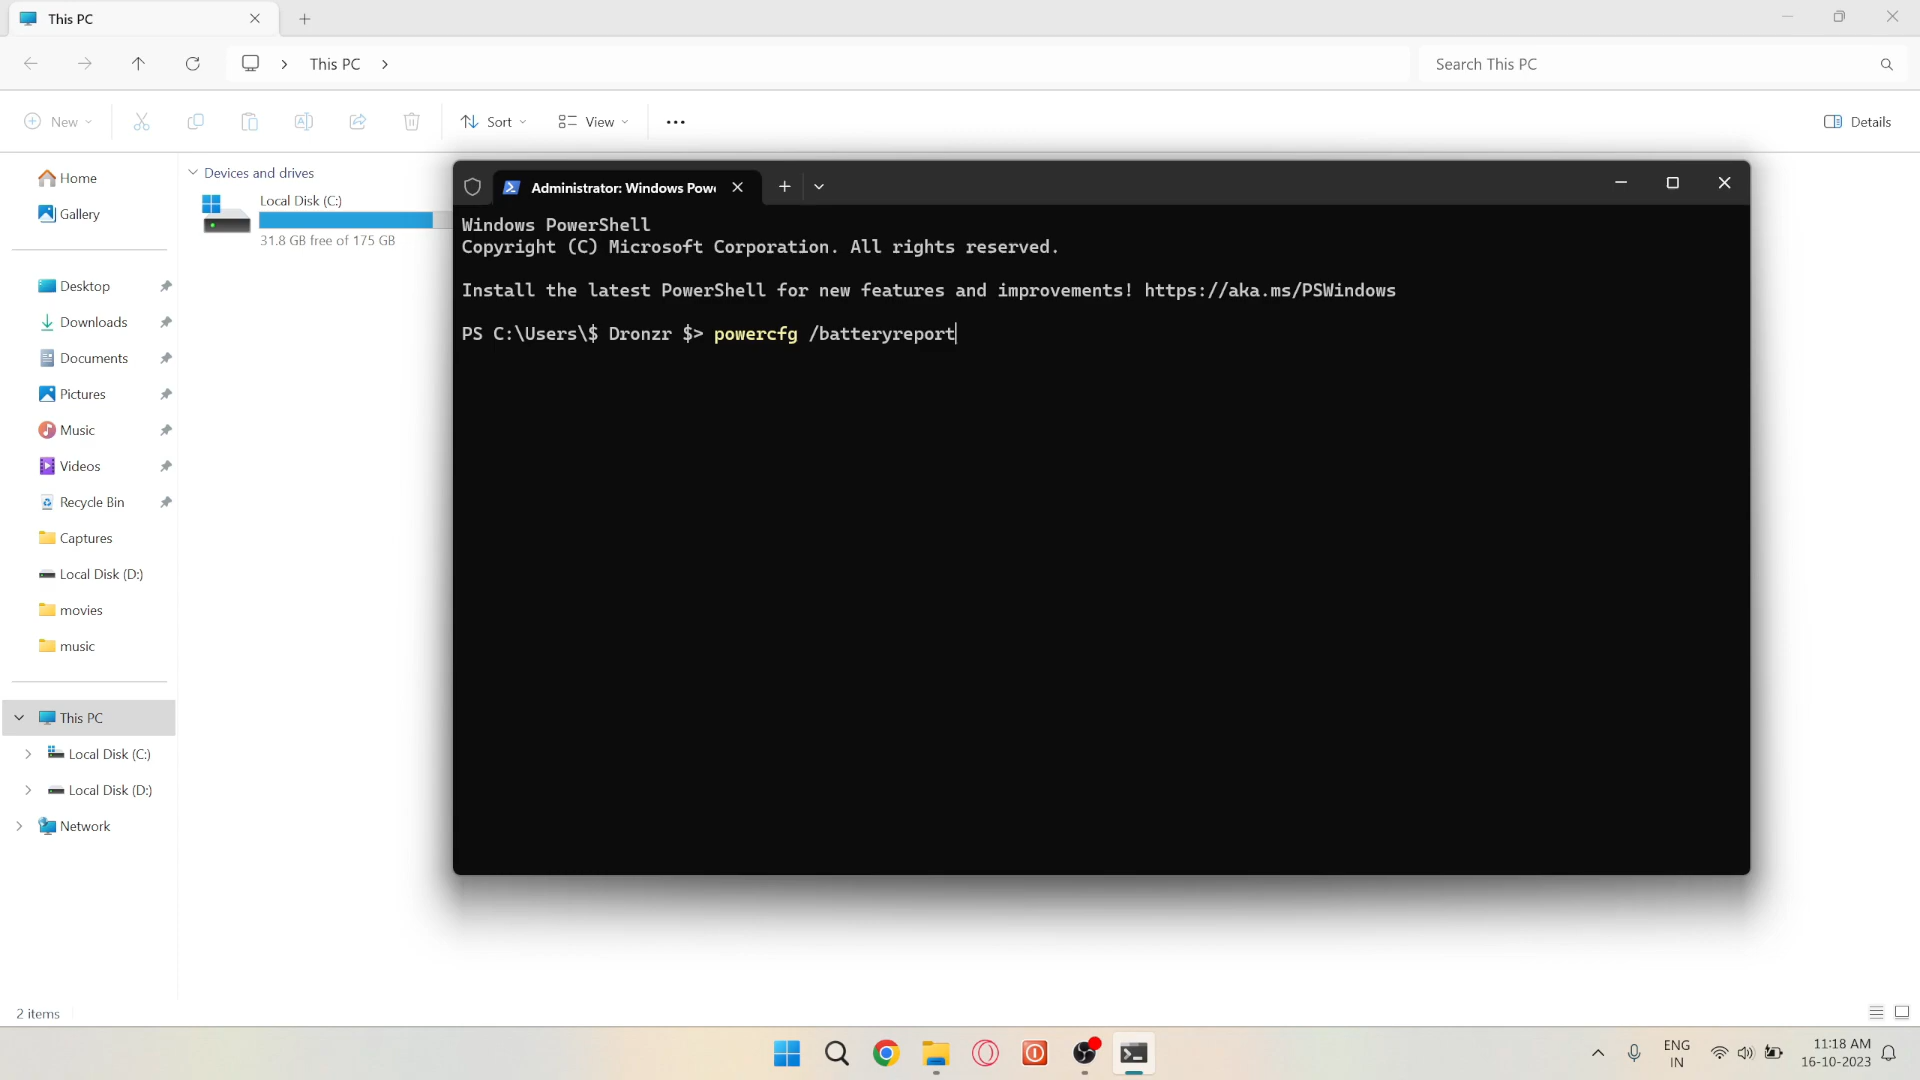 This PC
This PC
Search This PC
New
Sort
View
Details
Home
Gallery
Desktop
Downloads
Documents
Pictures
Music
Videos
Recycle Bin
Captures
Local Disk (D:)
movies
music
This PC
Local Disk (C:)
Local Disk (D:)
Network
Devices and drives
Local Disk (C:)
31.8 GB free of 175 GB
Administrator: Windows Powe
Windows PowerShell
Copyright (C) Microsoft Corporation. All rights reserved.
Install the latest PowerShell for new features and improvements! https://aka.ms/PSWindows
PS C:\Users\$ Dronzr $> powercfg /batteryreport
2 items
ENG
IN
11:18 AM
16-10-2023